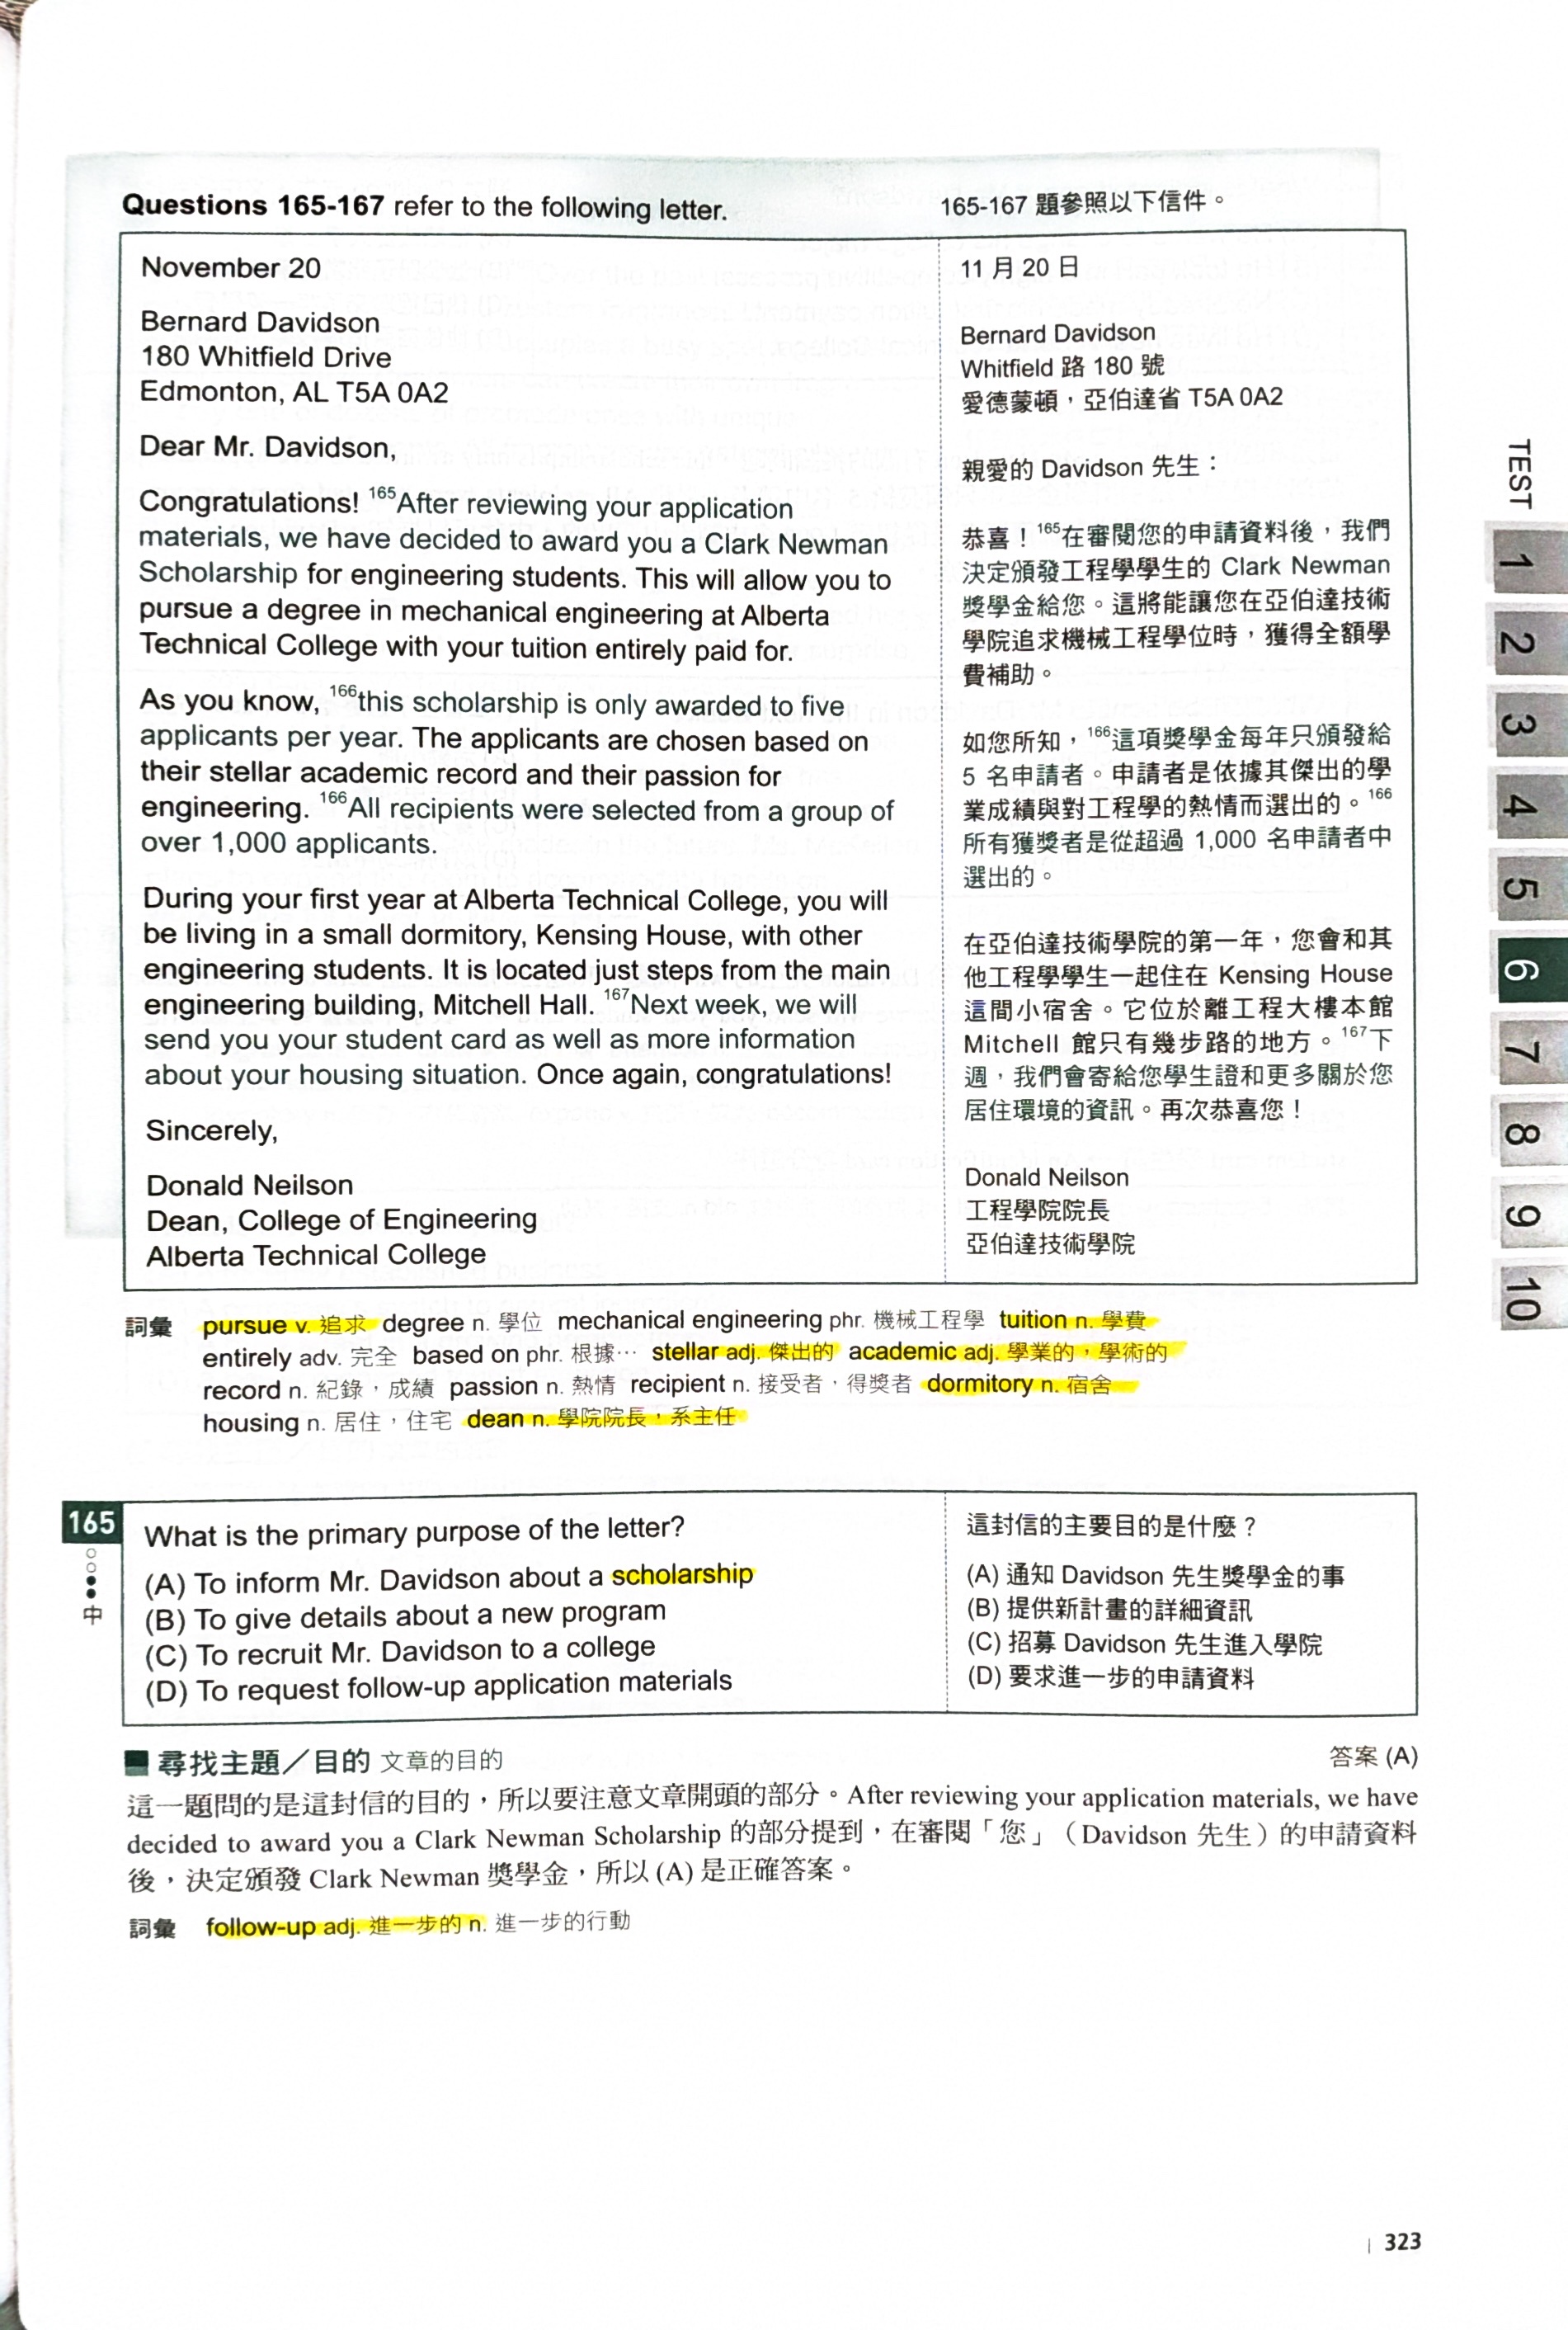 Questions 165-167 refer to the following letter.
165-167 題參照以下信件。
November 20
Bernard Davidson
180 Whitfield Drive
Edmonton, AL T5A 0A2
Dear Mr. Davidson,
Congratulations! 165After reviewing your application
materials, we have decided to award you a Clark Newman
Scholarship for engineering students. This will allow you to
pursue a degree in mechanical engineering at Alberta
Technical College with your tuition entirely paid for.
As you know, 166this scholarship is only awarded to five
applicants per year. The applicants are chosen based on
their stellar academic record and their passion for
engineering. 166All recipients were selected from a group of
over 1,000 applicants.
During your first year at Alberta Technical College, you will
be living in a small dormitory, Kensing House, with other
engineering students. It is located just steps from the main
engineering building, Mitchell Hall. 167Next week, we will
send you your student card as well as more information
about your housing situation. Once again, congratulations!
Sincerely,
Donald Neilson
Dean, College of Engineering
Alberta Technical College
11 月 20 日
Bernard Davidson
Whitfield 路 180 號
愛德蒙頓，亞伯達省 T5A 0A2
親愛的 Davidson 先生：
恭喜！165在審閱您的申請資料後，我們
決定頒發工程學學生的 Clark Newman
獎學金給您。這將能讓您在亞伯達技術
學院追求機械工程學位時，獲得全額學
費補助。
如您所知，166這項獎學金每年只頒發給
5 名申請者。申請者是依據其傑出的學
業成績與對工程學的熱情而選出的。166
所有獲獎者是從超過 1,000 名申請者中
選出的。
在亞伯達技術學院的第一年，您會和其
他工程學學生一起住在 Kensing House
這間小宿舍。它位於離工程大樓本館
Mitchell 館只有幾步路的地方。167下
週，我們會寄給您學生證和更多關於您
居住環境的資訊。再次恭喜您！
Donald Neilson
工程學院院長
亞伯達技術學院
詞彙 pursue v. 追求 degree n. 學位 mechanical engineering phr. 機械工程學 tuition n. 學費
entirely adv. 完全 based on phr. 根據… stellar adj. 傑出的 academic adj. 學業的，學術的
record n. 紀錄，成績 passion n. 熱情 recipient n. 接受者，得獎者 dormitory n. 宿舍
housing n. 居住，住宅 dean n. 學院院長，系主任
165
中
What is the primary purpose of the letter?
(A) To inform Mr. Davidson about a scholarship
(B) To give details about a new program
(C) To recruit Mr. Davidson to a college
(D) To request follow-up application materials
這封信的主要目的是什麼？
(A) 通知 Davidson 先生獎學金的事
(B) 提供新計畫的詳細資訊
(C) 招募 Davidson 先生進入學院
(D) 要求進一步的申請資料
尋找主題／目的 文章的目的
答案 (A)
這一題問的是這封信的目的，所以要注意文章開頭的部分。After reviewing your application materials, we have
decided to award you a Clark Newman Scholarship 的部分提到，在審閱「您」（Davidson 先生）的申請資料
後，決定頒發 Clark Newman 獎學金，所以 (A) 是正確答案。
詞彙 follow-up adj. 進一步的 n. 進一步的行動
TEST
1
2
3
4
5
6
7
8
9
10
323